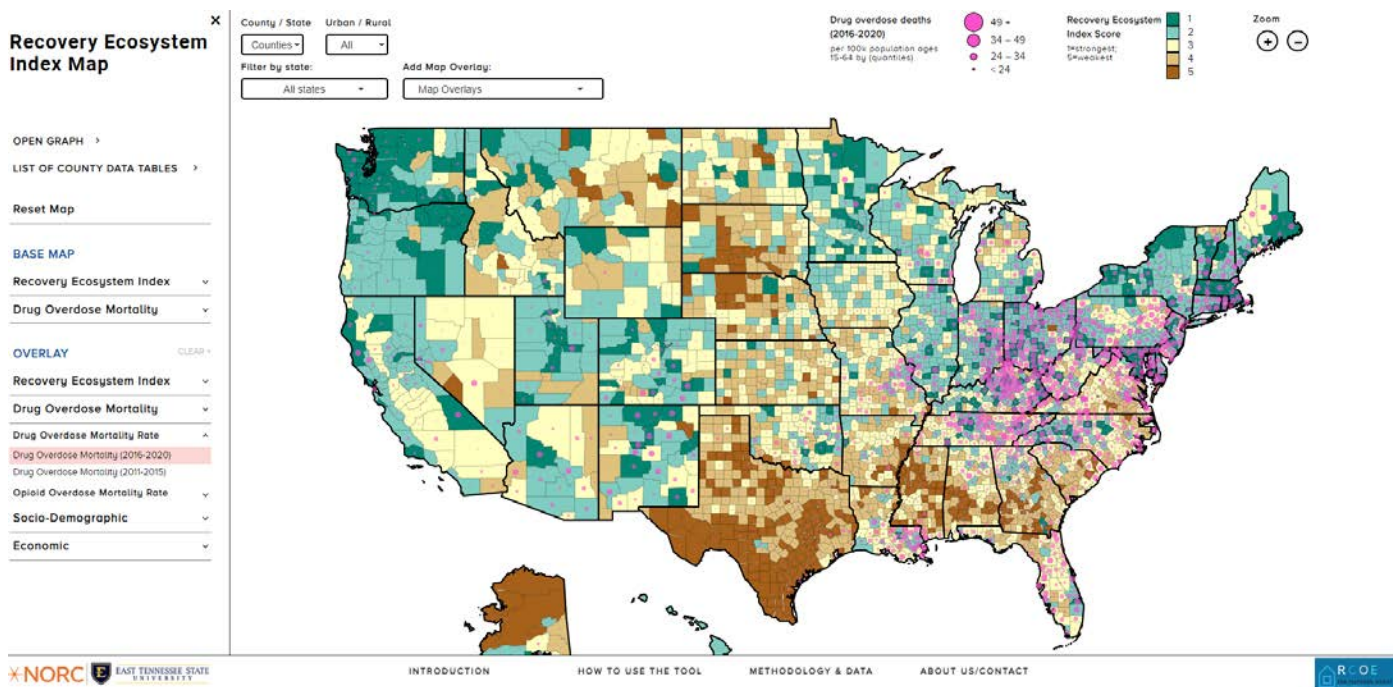 ×
Recovery Ecosystem
Index Map
OPEN GRAPH >
LIST OF COUNTY DATA TABLES >
Reset Map
BASE MAP
Recovery Ecosystem Index
Drug Overdose Mortality
OVERLAY CLEAR ×
Recovery Ecosystem Index
Drug Overdose Mortality
Drug Overdose Mortality Rate
Drug Overdose Mortality (2016-2020)
Drug Overdose Mortality (2011-2015)
Opioid Overdose Mortality Rate
Socio-Demographic
Economic
County / State Urban / Rural
Counties All
Filter by state: Add Map Overlay:
All states Map Overlays
Drug overdose deaths
(2016-2020)
per 100k population ages
15-64 by (quantiles)
49 +
34 – 49
24 – 34
< 24
Recovery Ecosystem
Index Score
1=strongest;
5=weakest
1
2
3
4
5
Zoom
+ −
NORC
E EAST TENNESSEE STATE
UNIVERSITY
INTRODUCTION HOW TO USE THE TOOL METHODOLOGY & DATA ABOUT US/CONTACT
RCOE